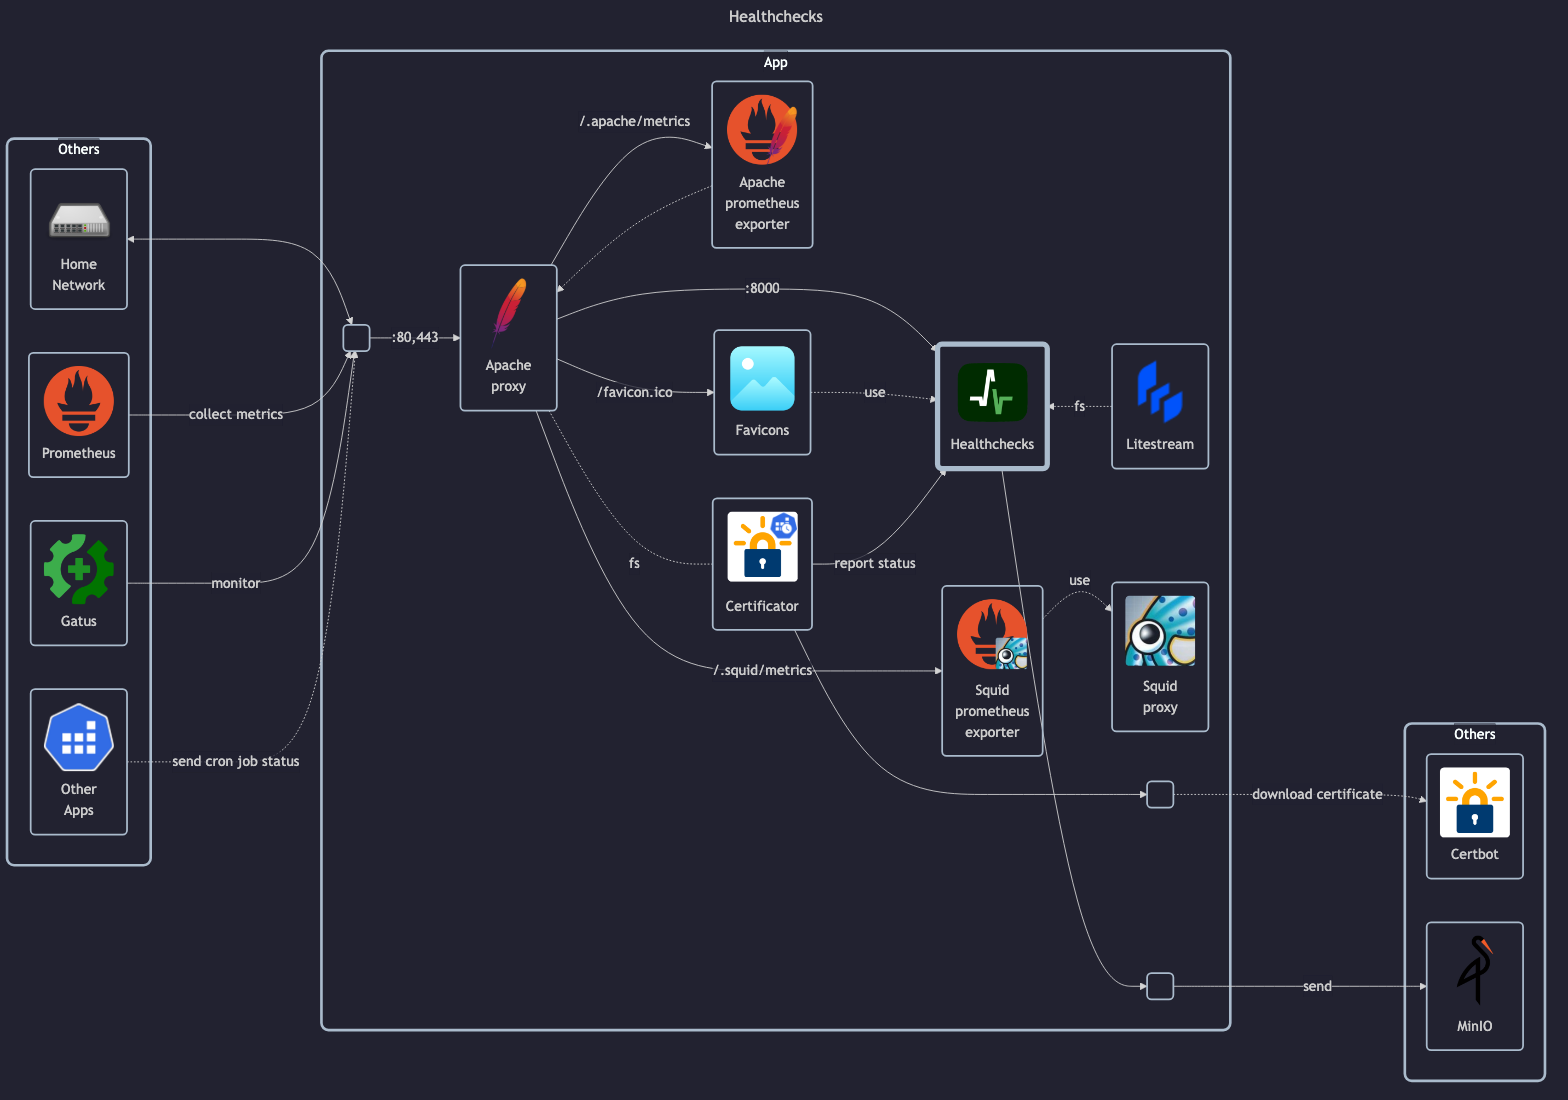 Healthchecks
App
Others
Home
Network
Prometheus
Gatus
Other
Apps
collect metrics
monitor
send cron job status
:80,443
Apache
proxy
/.apache/metrics
Apache
prometheus
exporter
:8000
/favicon.ico
Favicons
use
Healthchecks
fs
Litestream
fs
Certificator
report status
/.squid/metrics
Squid
prometheus
exporter
use
Squid
proxy
download certificate
send
Others
Certbot
MinIO